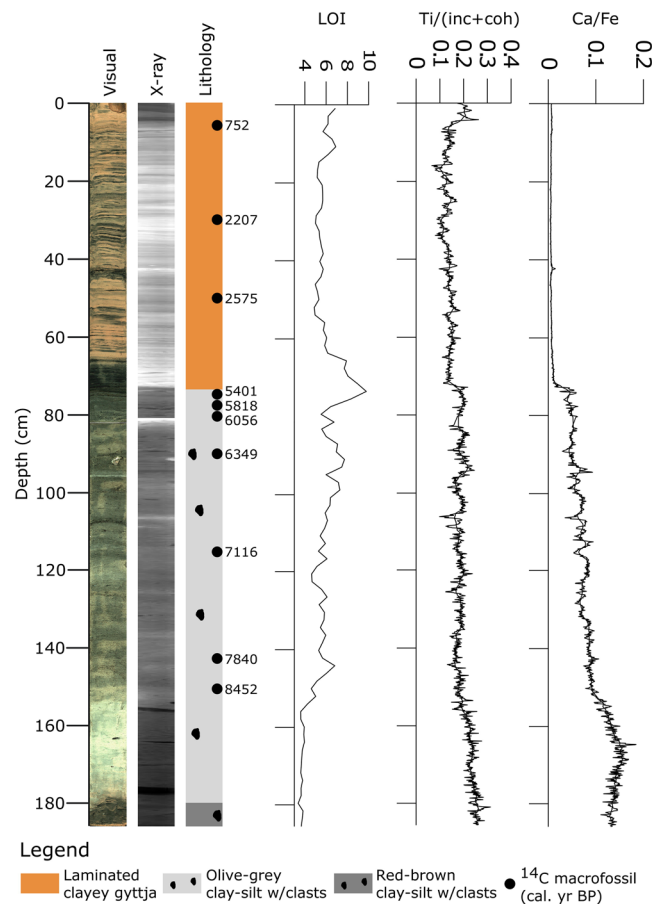 LOI
Ti/(inc+coh)
Ca/Fe
Visual
X-ray
Lithology
4
6
8
10
0
0.1
0.2
0.3
0.4
0
0.1
0.2
Depth (cm)
0
20
40
60
80
100
120
140
160
180
752
2207
2575
5401
5818
6056
6349
7116
7840
8452
Legend
Laminated
clayey gyttja
Olive-grey
clay-silt w/clasts
Red-brown
clay-silt w/clasts
14C macrofossil
(cal. yr BP)